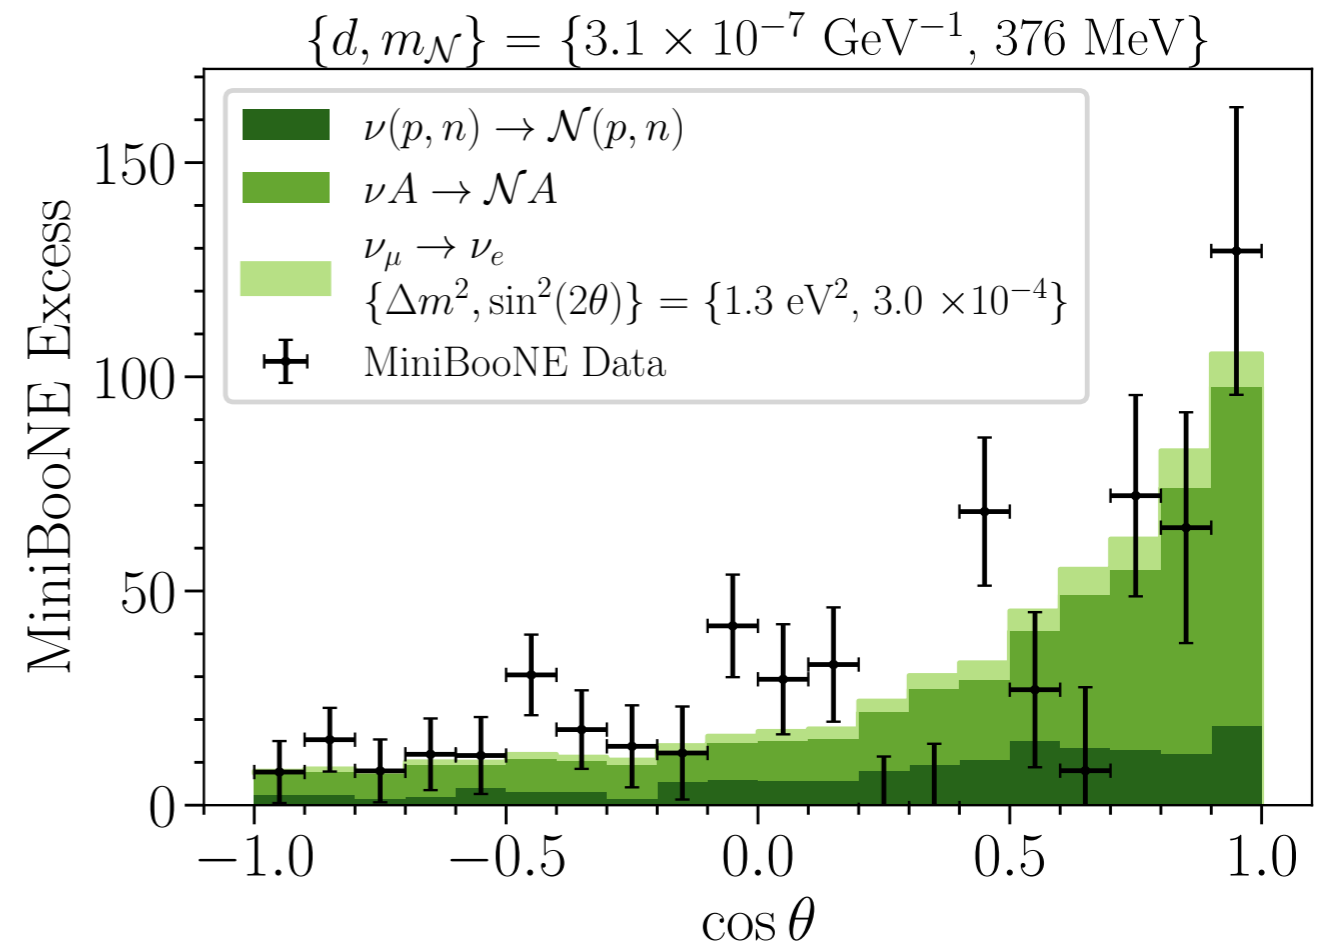 {d, m𝒩} = {3.1 × 10⁻⁷ GeV⁻¹, 376 MeV}
ν(p, n) → 𝒩(p, n)
νA → 𝒩A
ν_μ → ν_e
{Δm², sin²(2θ)} = {1.3 eV², 3.0 ×10⁻⁴}
MiniBooNE Data
MiniBooNE Excess
150
100
50
0
−1.0 −0.5 0.0 0.5 1.0
cos θ